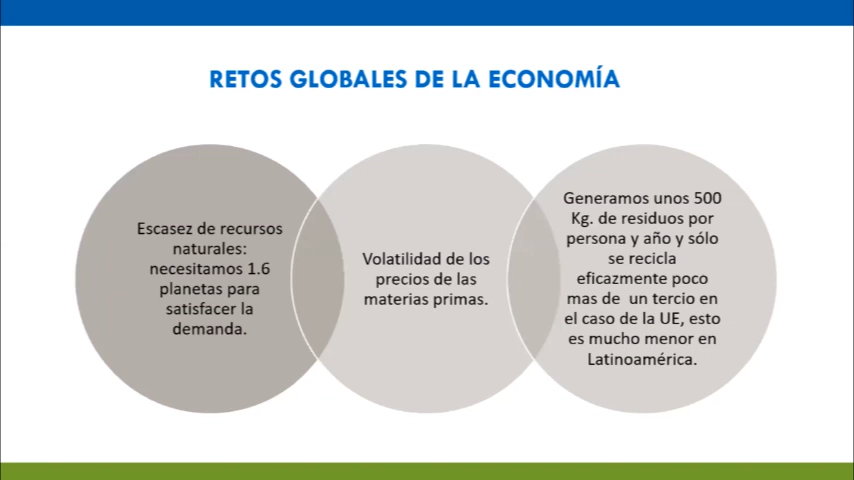 RETOS GLOBALES DE LA ECONOMÍA
Escasez de recursos
naturales:
necesitamos 1.6
planetas para
satisfacer la
demanda.
Volatilidad de los
precios de las
materias primas.
Generamos unos 500
Kg. de residuos por
persona y año y sólo
se recicla
eficazmente poco
mas de un tercio en
el caso de la UE, esto
es mucho menor en
Latinoamérica.